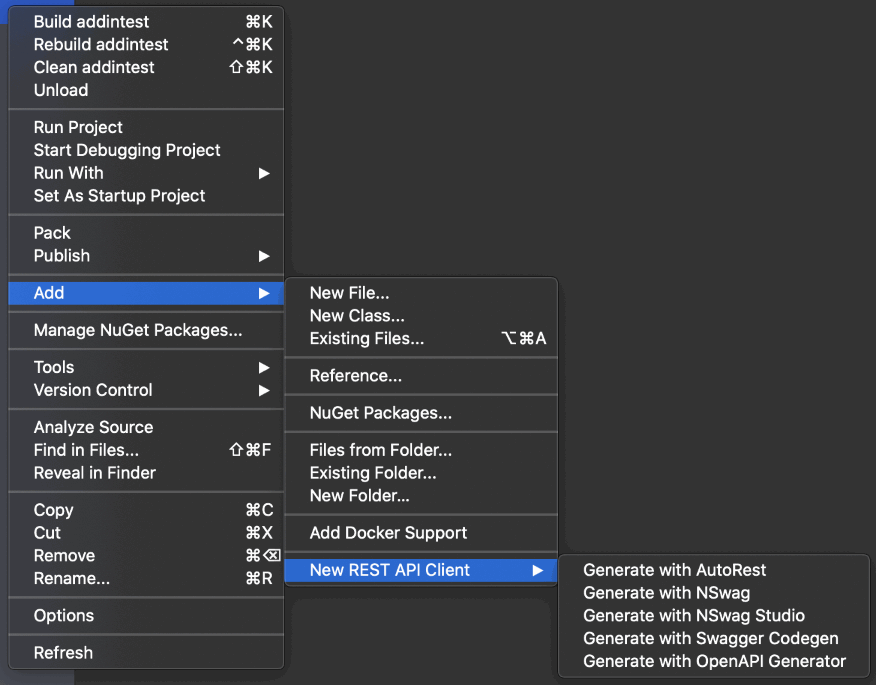 Build addintest ⌘K
Rebuild addintest ^⌘K
Clean addintest ⇧⌘K
Unload
Run Project
Start Debugging Project
Run With
Set As Startup Project
Pack
Publish
Add
Manage NuGet Packages...
Tools
Version Control
Analyze Source
Find in Files... ⇧⌘F
Reveal in Finder
Copy ⌘C
Cut ⌘X
Remove ⌘⌫
Rename... ⌘R
Options
Refresh
New File...
New Class...
Existing Files... ⌥⌘A
Reference...
NuGet Packages...
Files from Folder...
Existing Folder...
New Folder...
Add Docker Support
New REST API Client
Generate with AutoRest
Generate with NSwag
Generate with NSwag Studio
Generate with Swagger Codegen
Generate with OpenAPI Generator